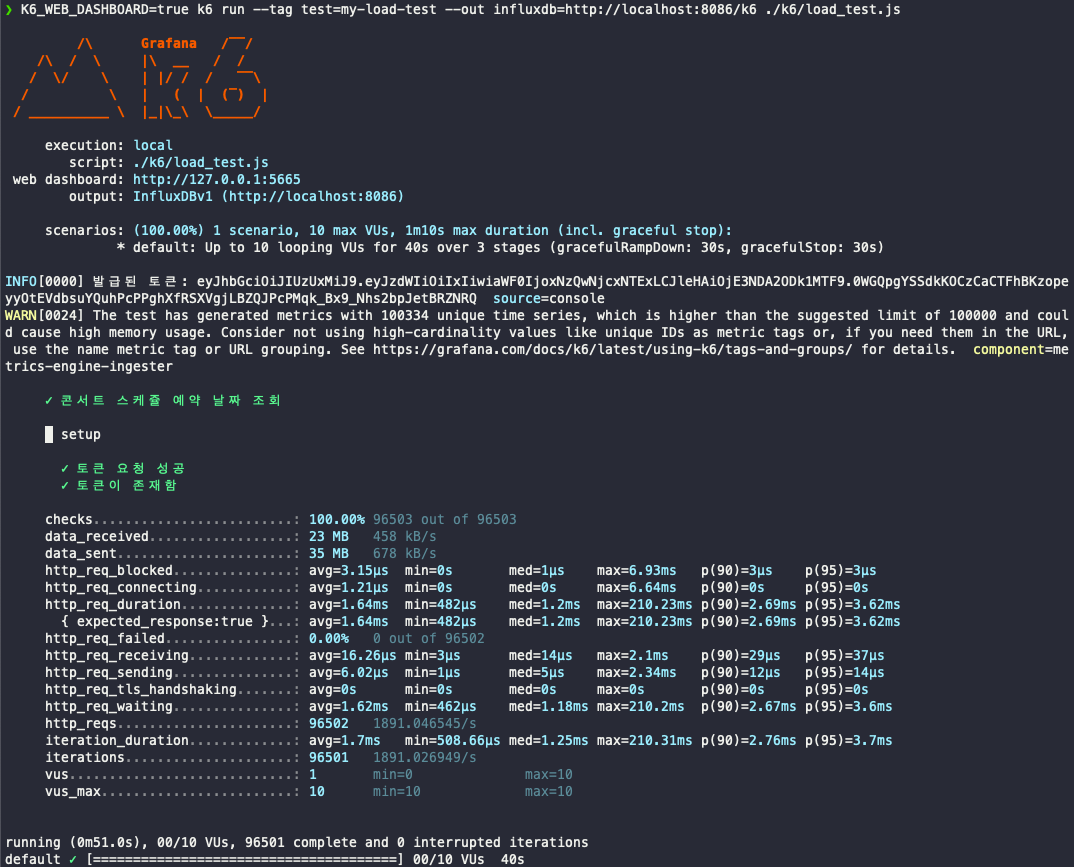 ❯ K6_WEB_DASHBOARD=true k6 run --tag test=my-load-test --out influxdb=http://localhost:8086/k6 ./k6/load_test.js
Grafana
K6
execution: local
script: ./k6/load_test.js
web dashboard: http://127.0.0.1:5665
output: InfluxDBv1 (http://localhost:8086)
scenarios: (100.00%) 1 scenario, 10 max VUs, 1m10s max duration (incl. graceful stop):
* default: Up to 10 looping VUs for 40s over 3 stages (gracefulRampDown: 30s, gracefulStop: 30s)
INFO[0000] 발급된 토큰: eyJhbGciOiJIUzUxMiJ9.eyJzdWIiOiIxIiwiaWF0IjoxNzQwNjcxNTExLCJleHAiOjE3NDA2ODk1MTF9.0WGQpgYSSdkKOCzCaCTFhBKzope
yyOtEVdbsuYQuhPcPPghXfRSXVgjLBZQJPcPMqk_Bx9_Nhs2bpJetBRZNRQ  source=console
WARN[0024] The test has generated metrics with 100334 unique time series, which is higher than the suggested limit of 100000 and coul
d cause high memory usage. Consider not using high-cardinality values like unique IDs as metric tags or, if you need them in the URL,
use the name metric tag or URL grouping. See https://grafana.com/docs/k6/latest/using-k6/tags-and-groups/ for details.  component=me
trics-engine-ingester
✓ 콘서트 스케쥴 예약 날짜 조회
█ setup
✓ 토큰 요청 성공
✓ 토큰이 존재함
checks.........................: 100.00% 96503 out of 96503
data_received..................: 23 MB   458 kB/s
data_sent......................: 35 MB   678 kB/s
http_req_blocked...............: avg=3.15µs  min=0s       med=1µs    max=6.93ms   p(90)=3µs    p(95)=3µs
http_req_connecting............: avg=1.21µs  min=0s       med=0s     max=6.64ms   p(90)=0s     p(95)=0s
http_req_duration..............: avg=1.64ms  min=482µs    med=1.2ms  max=210.23ms p(90)=2.69ms p(95)=3.62ms
{ expected_response:true }...: avg=1.64ms  min=482µs    med=1.2ms  max=210.23ms p(90)=2.69ms p(95)=3.62ms
http_req_failed................: 0.00%   0 out of 96502
http_req_receiving.............: avg=16.26µs min=3µs      med=14µs   max=2.1ms    p(90)=29µs   p(95)=37µs
http_req_sending...............: avg=6.02µs  min=1µs      med=5µs    max=2.34ms   p(90)=12µs   p(95)=14µs
http_req_tls_handshaking.......: avg=0s      min=0s       med=0s     max=0s       p(90)=0s     p(95)=0s
http_req_waiting...............: avg=1.62ms  min=462µs    med=1.18ms max=210.2ms  p(90)=2.67ms p(95)=3.6ms
http_reqs......................: 96502   1891.046545/s
iteration_duration.............: avg=1.7ms   min=508.66µs med=1.25ms max=210.31ms p(90)=2.76ms p(95)=3.7ms
iterations.....................: 96501   1891.026949/s
vus............................: 1       min=0              max=10
vus_max........................: 10      min=10             max=10
running (0m51.0s), 00/10 VUs, 96501 complete and 0 interrupted iterations
default ✓ [======================================] 00/10 VUs  40s